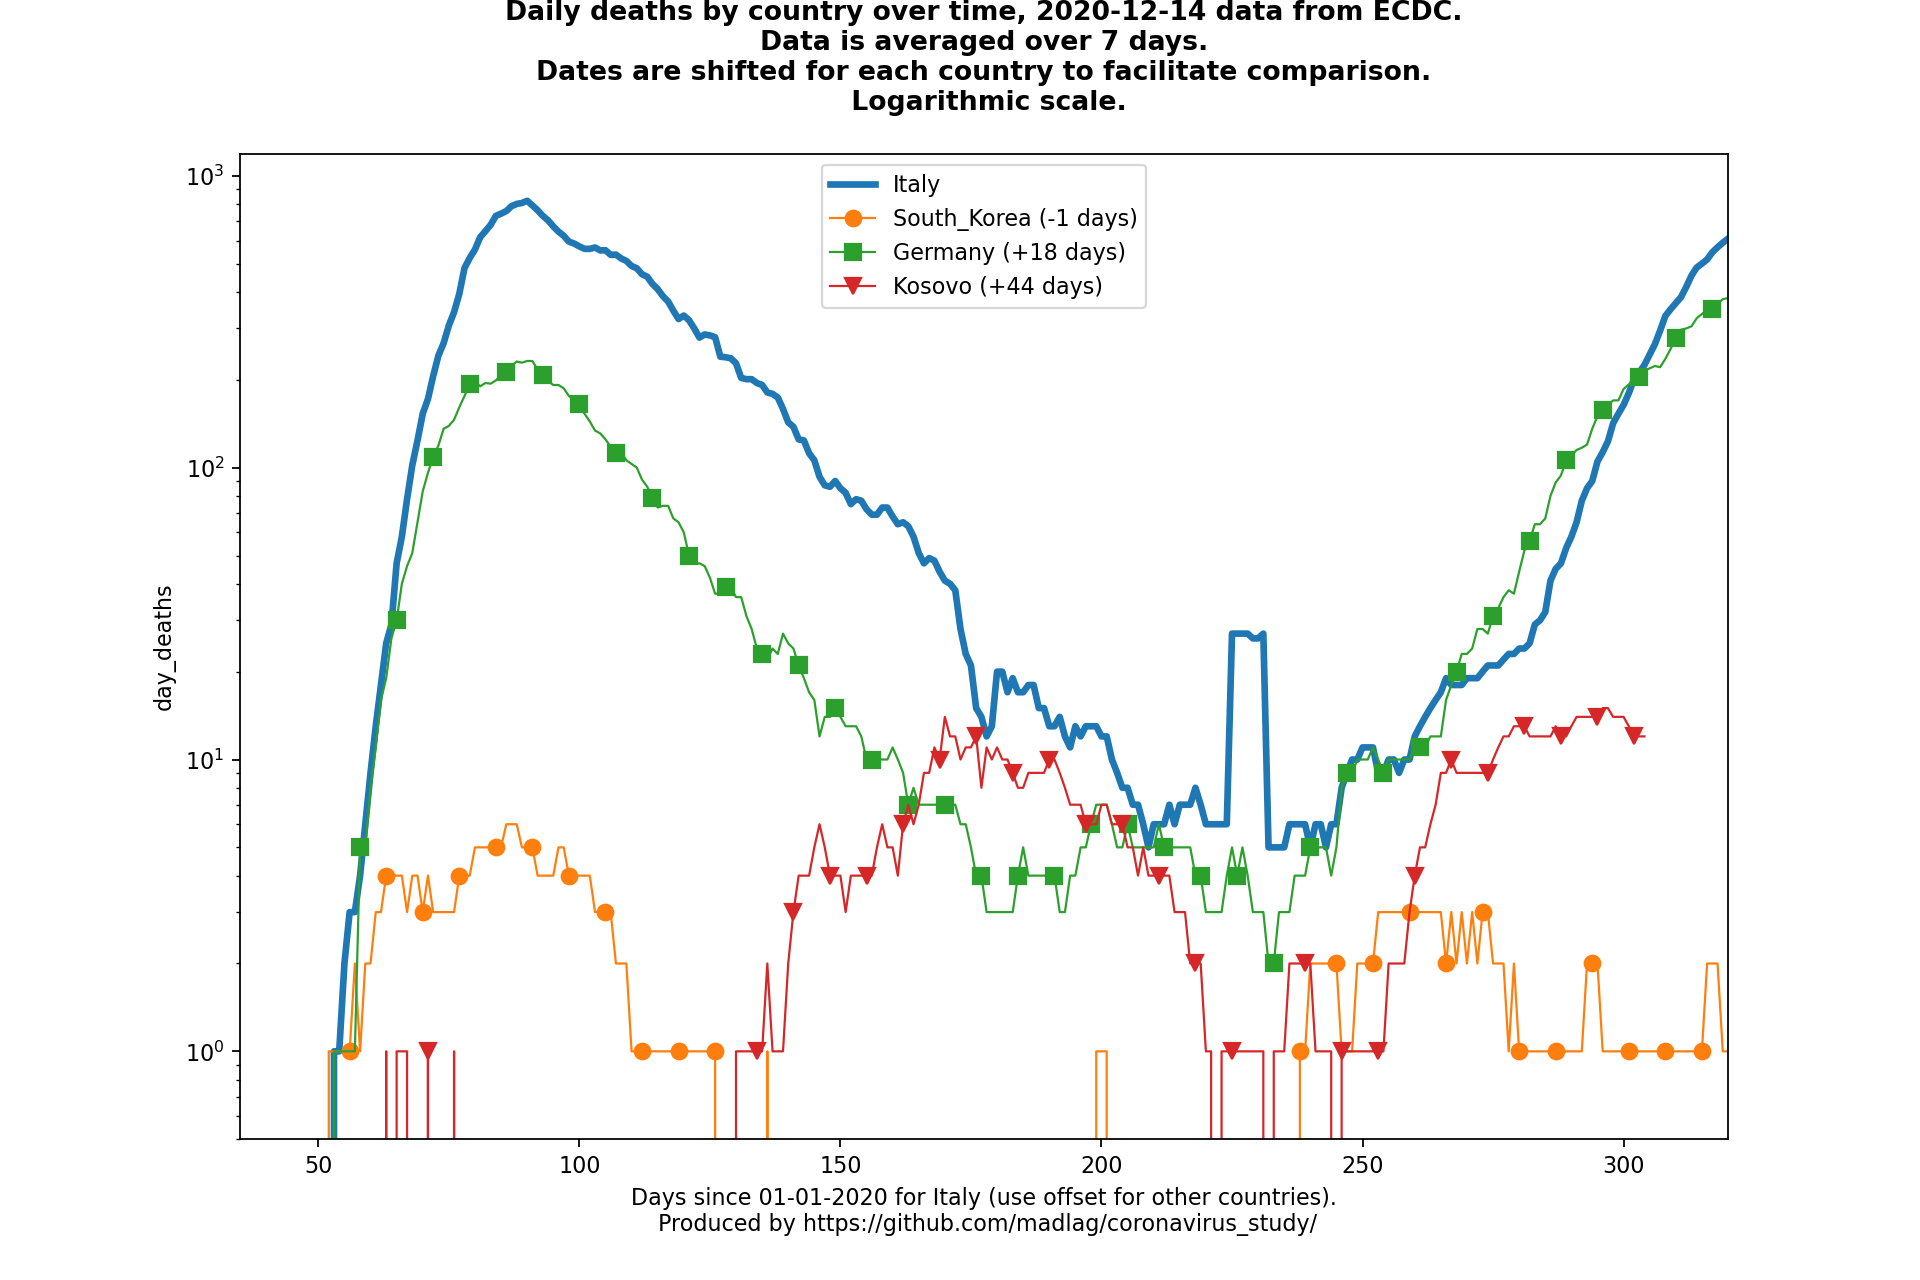 Daily deaths by country over time, 2020-12-14 data from ECDC.
Data is averaged over 7 days.
Dates are shifted for each country to facilitate comparison.
Logarithmic scale.
Italy
South_Korea (-1 days)
Germany (+18 days)
Kosovo (+44 days)
day_deaths
10³
10²
10¹
10⁰
50 100 150 200 250 300
Days since 01-01-2020 for Italy (use offset for other countries).
Produced by https://github.com/madlag/coronavirus_study/